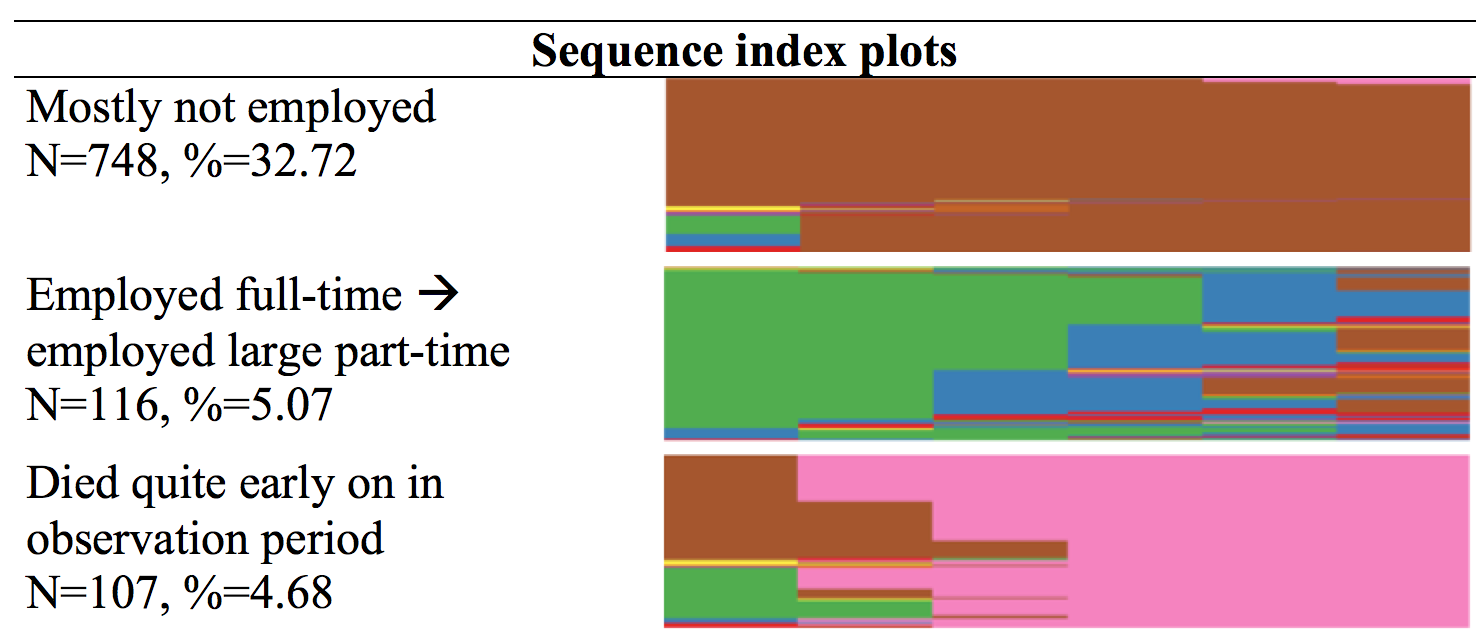 Sequence index plots
Mostly not employed
N=748, %=32.72
Employed full-time →
employed large part-time
N=116, %=5.07
Died quite early on in
observation period
N=107, %=4.68